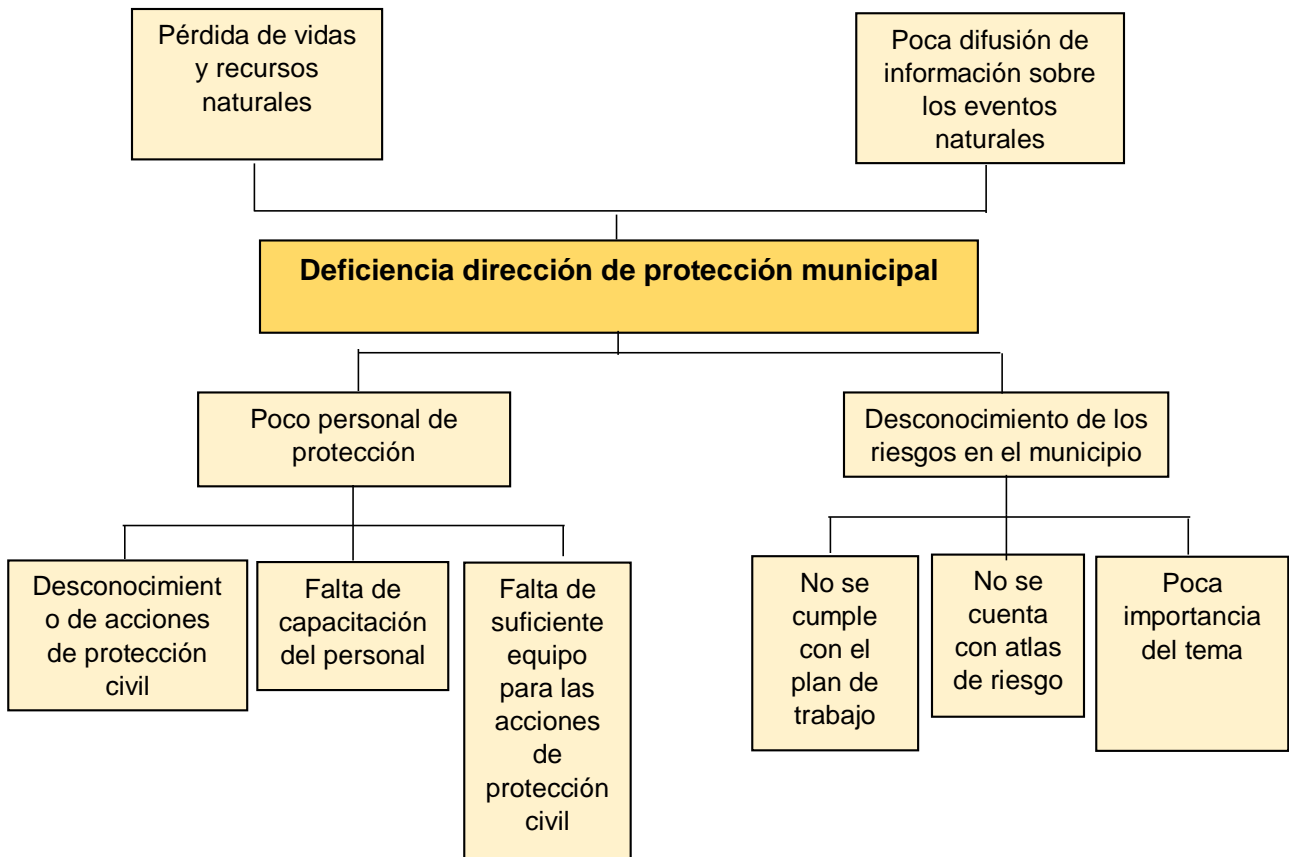 Pérdida de vidas
y recursos
naturales
Poca difusión de
información sobre
los eventos
naturales
Deficiencia dirección de protección municipal
Poco personal de
protección
Desconocimiento de los
riesgos en el municipio
Desconocimient
o de acciones
de protección
civil
Falta de
capacitación
del personal
Falta de
suficiente
equipo
para las
acciones
de
protección
civil
No se
cumple
con el
plan de
trabajo
No se
cuenta
con atlas
de riesgo
Poca
importancia
del tema